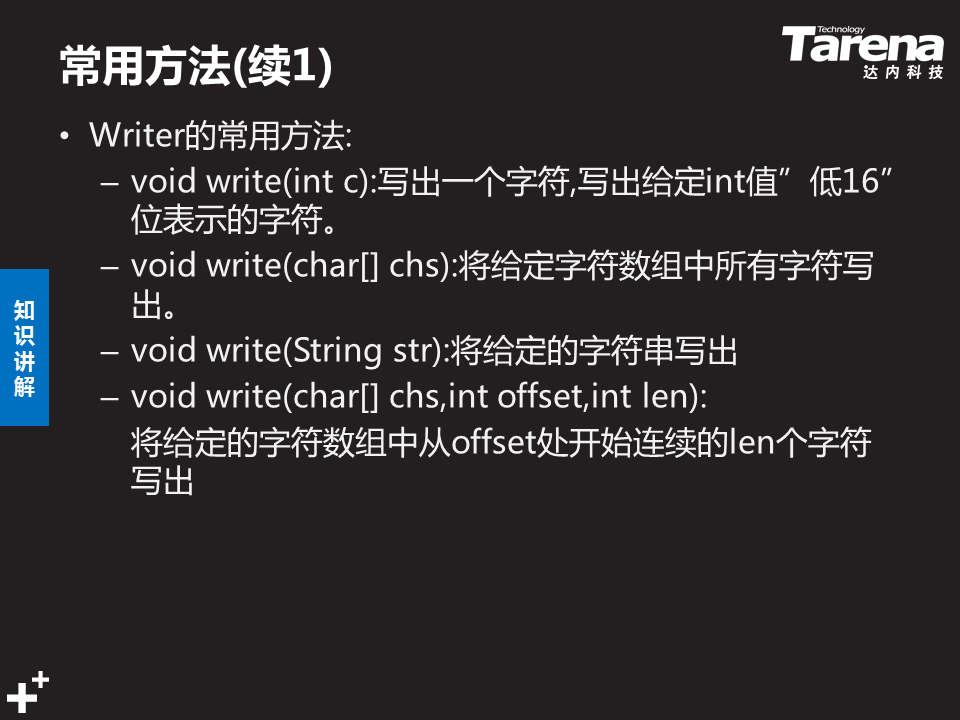 常用方法(续1)
Technology
Tarena
达内科技
• Writer的常用方法:
– void write(int c):写出一个字符,写出给定int值”低16”
位表示的字符。
– void write(char[] chs):将给定字符数组中所有字符写
出。
– void write(String str):将给定的字符串写出
– void write(char[] chs,int offset,int len):
将给定的字符数组中从offset处开始连续的len个字符
写出
知
识
讲
解